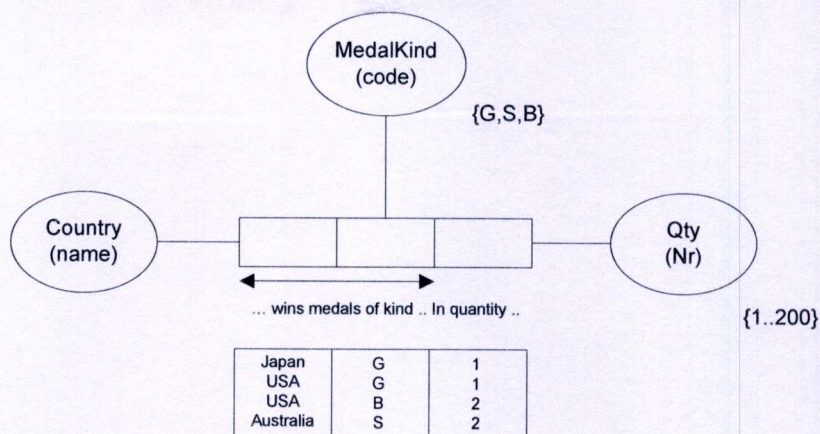 MedalKind
(code)
{G,S,B}
Country
(name)
Qty
(Nr)
{1..200}
... wins medals of kind .. In quantity ..
Japan G 1
USA G 1
USA B 2
Australia S 2